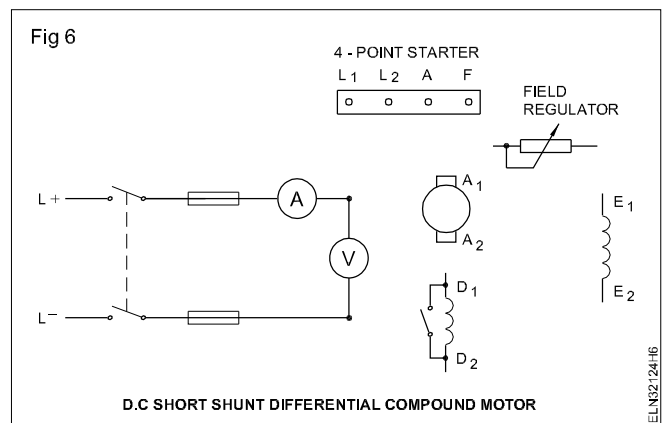 Fig 6
4 - POINT STARTER
L1 L2 A F
FIELD
REGULATOR
L+
A
A1
E1
V
A2
D1
E2
L-
D2
D.C SHORT SHUNT DIFFERENTIAL COMPOUND MOTOR
ELN32124H6